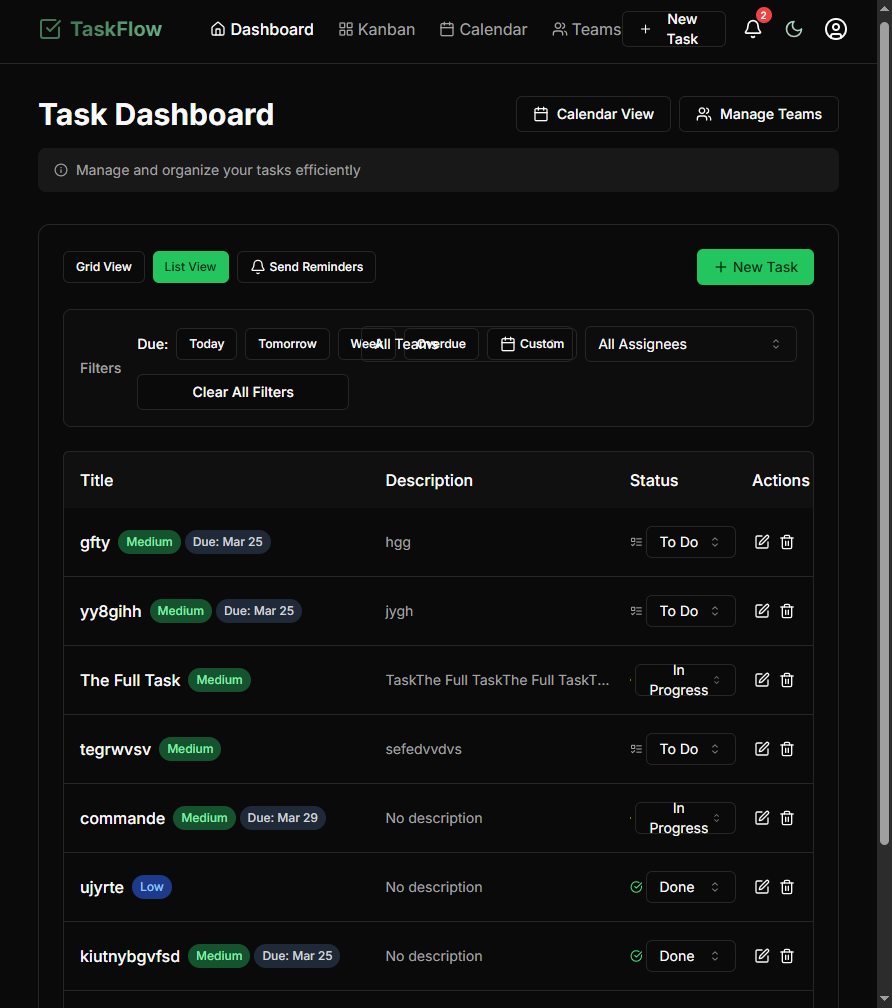 TaskFlow Dashboard Kanban Calendar Teams + New Task 2
Task Dashboard Calendar View Manage Teams
Manage and organize your tasks efficiently
Grid View List View Send Reminders + New Task
Filters Due: Today Tomorrow Week All Teams Overdue Custom All Assignees
Clear All Filters
Title Description Status Actions
gfty Medium Due: Mar 25 hgg To Do
yy8gihh Medium Due: Mar 25 jygh To Do
The Full Task Medium TaskThe Full TaskThe Full TaskT... In Progress
tegrwvsv Medium sefedvvdvs To Do
commande Medium Due: Mar 29 No description In Progress
ujyrte Low No description Done
kiutnybgvfsd Medium Due: Mar 25 No description Done